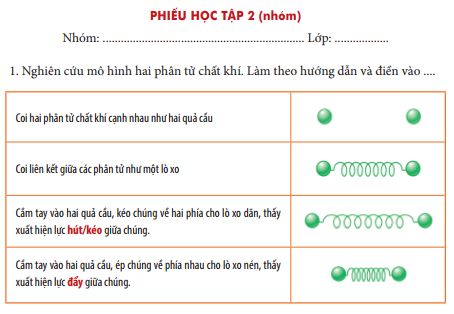 PHIẾU HỌC TẬP 2 (nhóm)
Nhóm: .................................................................... Lớp: ..................
1. Nghiên cứu mô hình hai phân tử chất khí. Làm theo hướng dẫn và điền vào ....
Coi hai phân tử chất khí cạnh nhau như hai quả cầu
Coi liên kết giữa các phân tử như một lò xo
Cầm tay vào hai quả cầu, kéo chúng về hai phía cho lò xo dãn, thấy
xuất hiện lực hút/kéo giữa chúng.
Cầm tay vào hai quả cầu, ép chúng về phía nhau cho lò xo nén, thấy
xuất hiện lực đẩy giữa chúng.